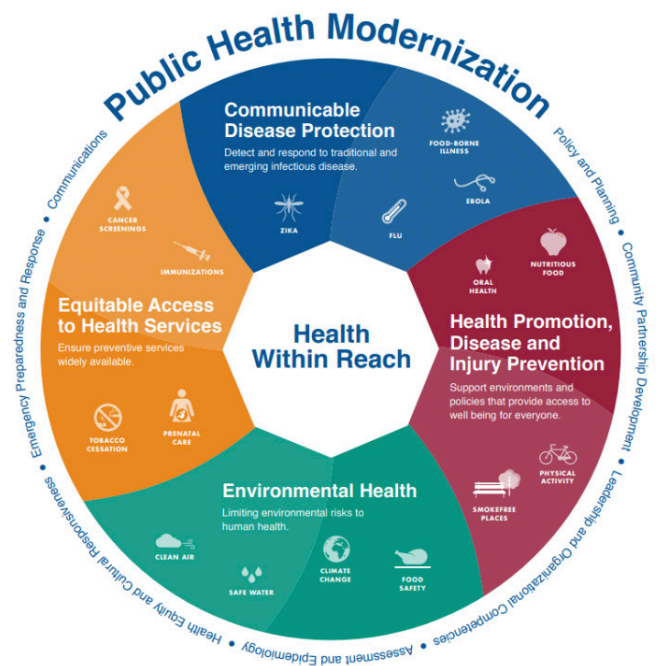 Public Health Modernization
Communicable
Disease Protection
Detect and respond to traditional and
emerging infectious disease.
ZIKA
FLU
FOOD-BORNE
ILLNESS
EBOLA
Health Promotion,
Disease and
Injury Prevention
Support environments and
policies that provide access to
well being for everyone.
ORAL
HEALTH
NUTRITIOUS
FOOD
PHYSICAL
ACTIVITY
SMOKEFREE
PLACES
Environmental Health
Limiting environmental risks to
human health.
CLEAN AIR
SAFE WATER
CLIMATE
CHANGE
FOOD
SAFETY
Equitable Access
to Health Services
Ensure preventive services
widely available.
CANCER
SCREENINGS
IMMUNIZATIONS
TOBACCO
CESSATION
PRENATAL
CARE
Health
Within Reach
Policy and Planning • Community Partnership Development • Leadership and Organizational Competencies • Assessment and Epidemiology • Health Equity and Cultural Responsiveness • Emergency Preparedness and Response • Communications